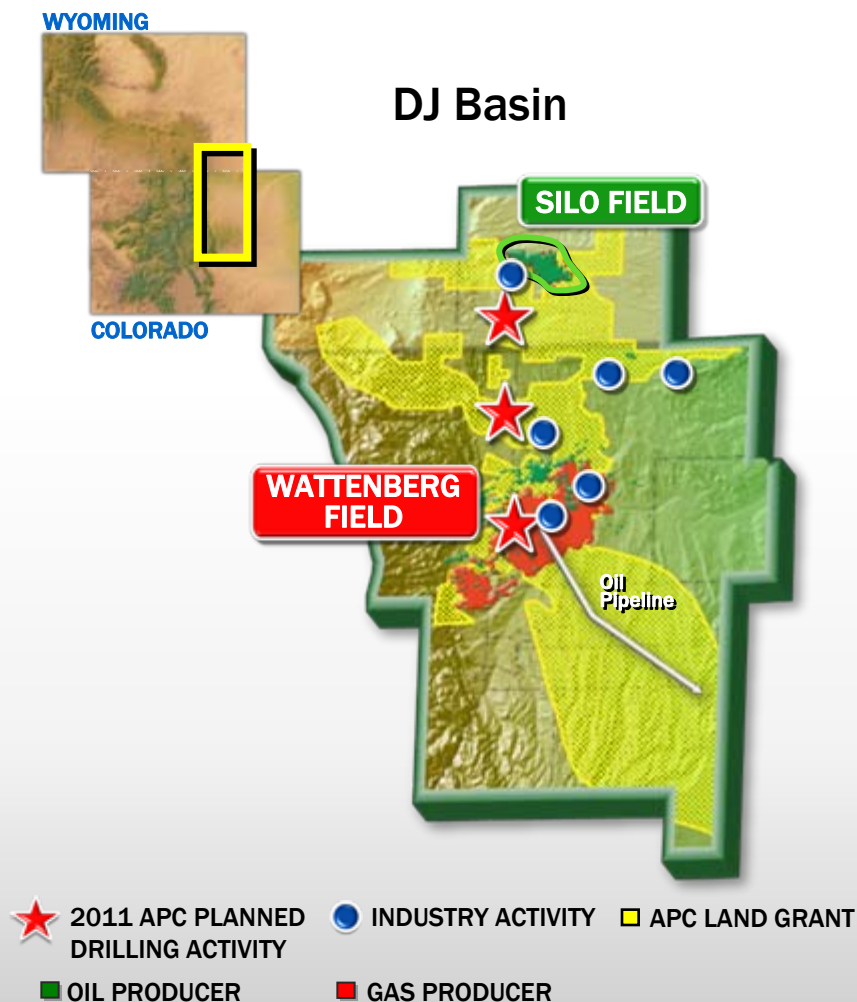 WYOMING
DJ Basin
SILO FIELD
COLORADO
WATTENBERG
FIELD
Oil
Pipeline
2011 APC PLANNED
DRILLING ACTIVITY
INDUSTRY ACTIVITY
APC LAND GRANT
OIL PRODUCER
GAS PRODUCER